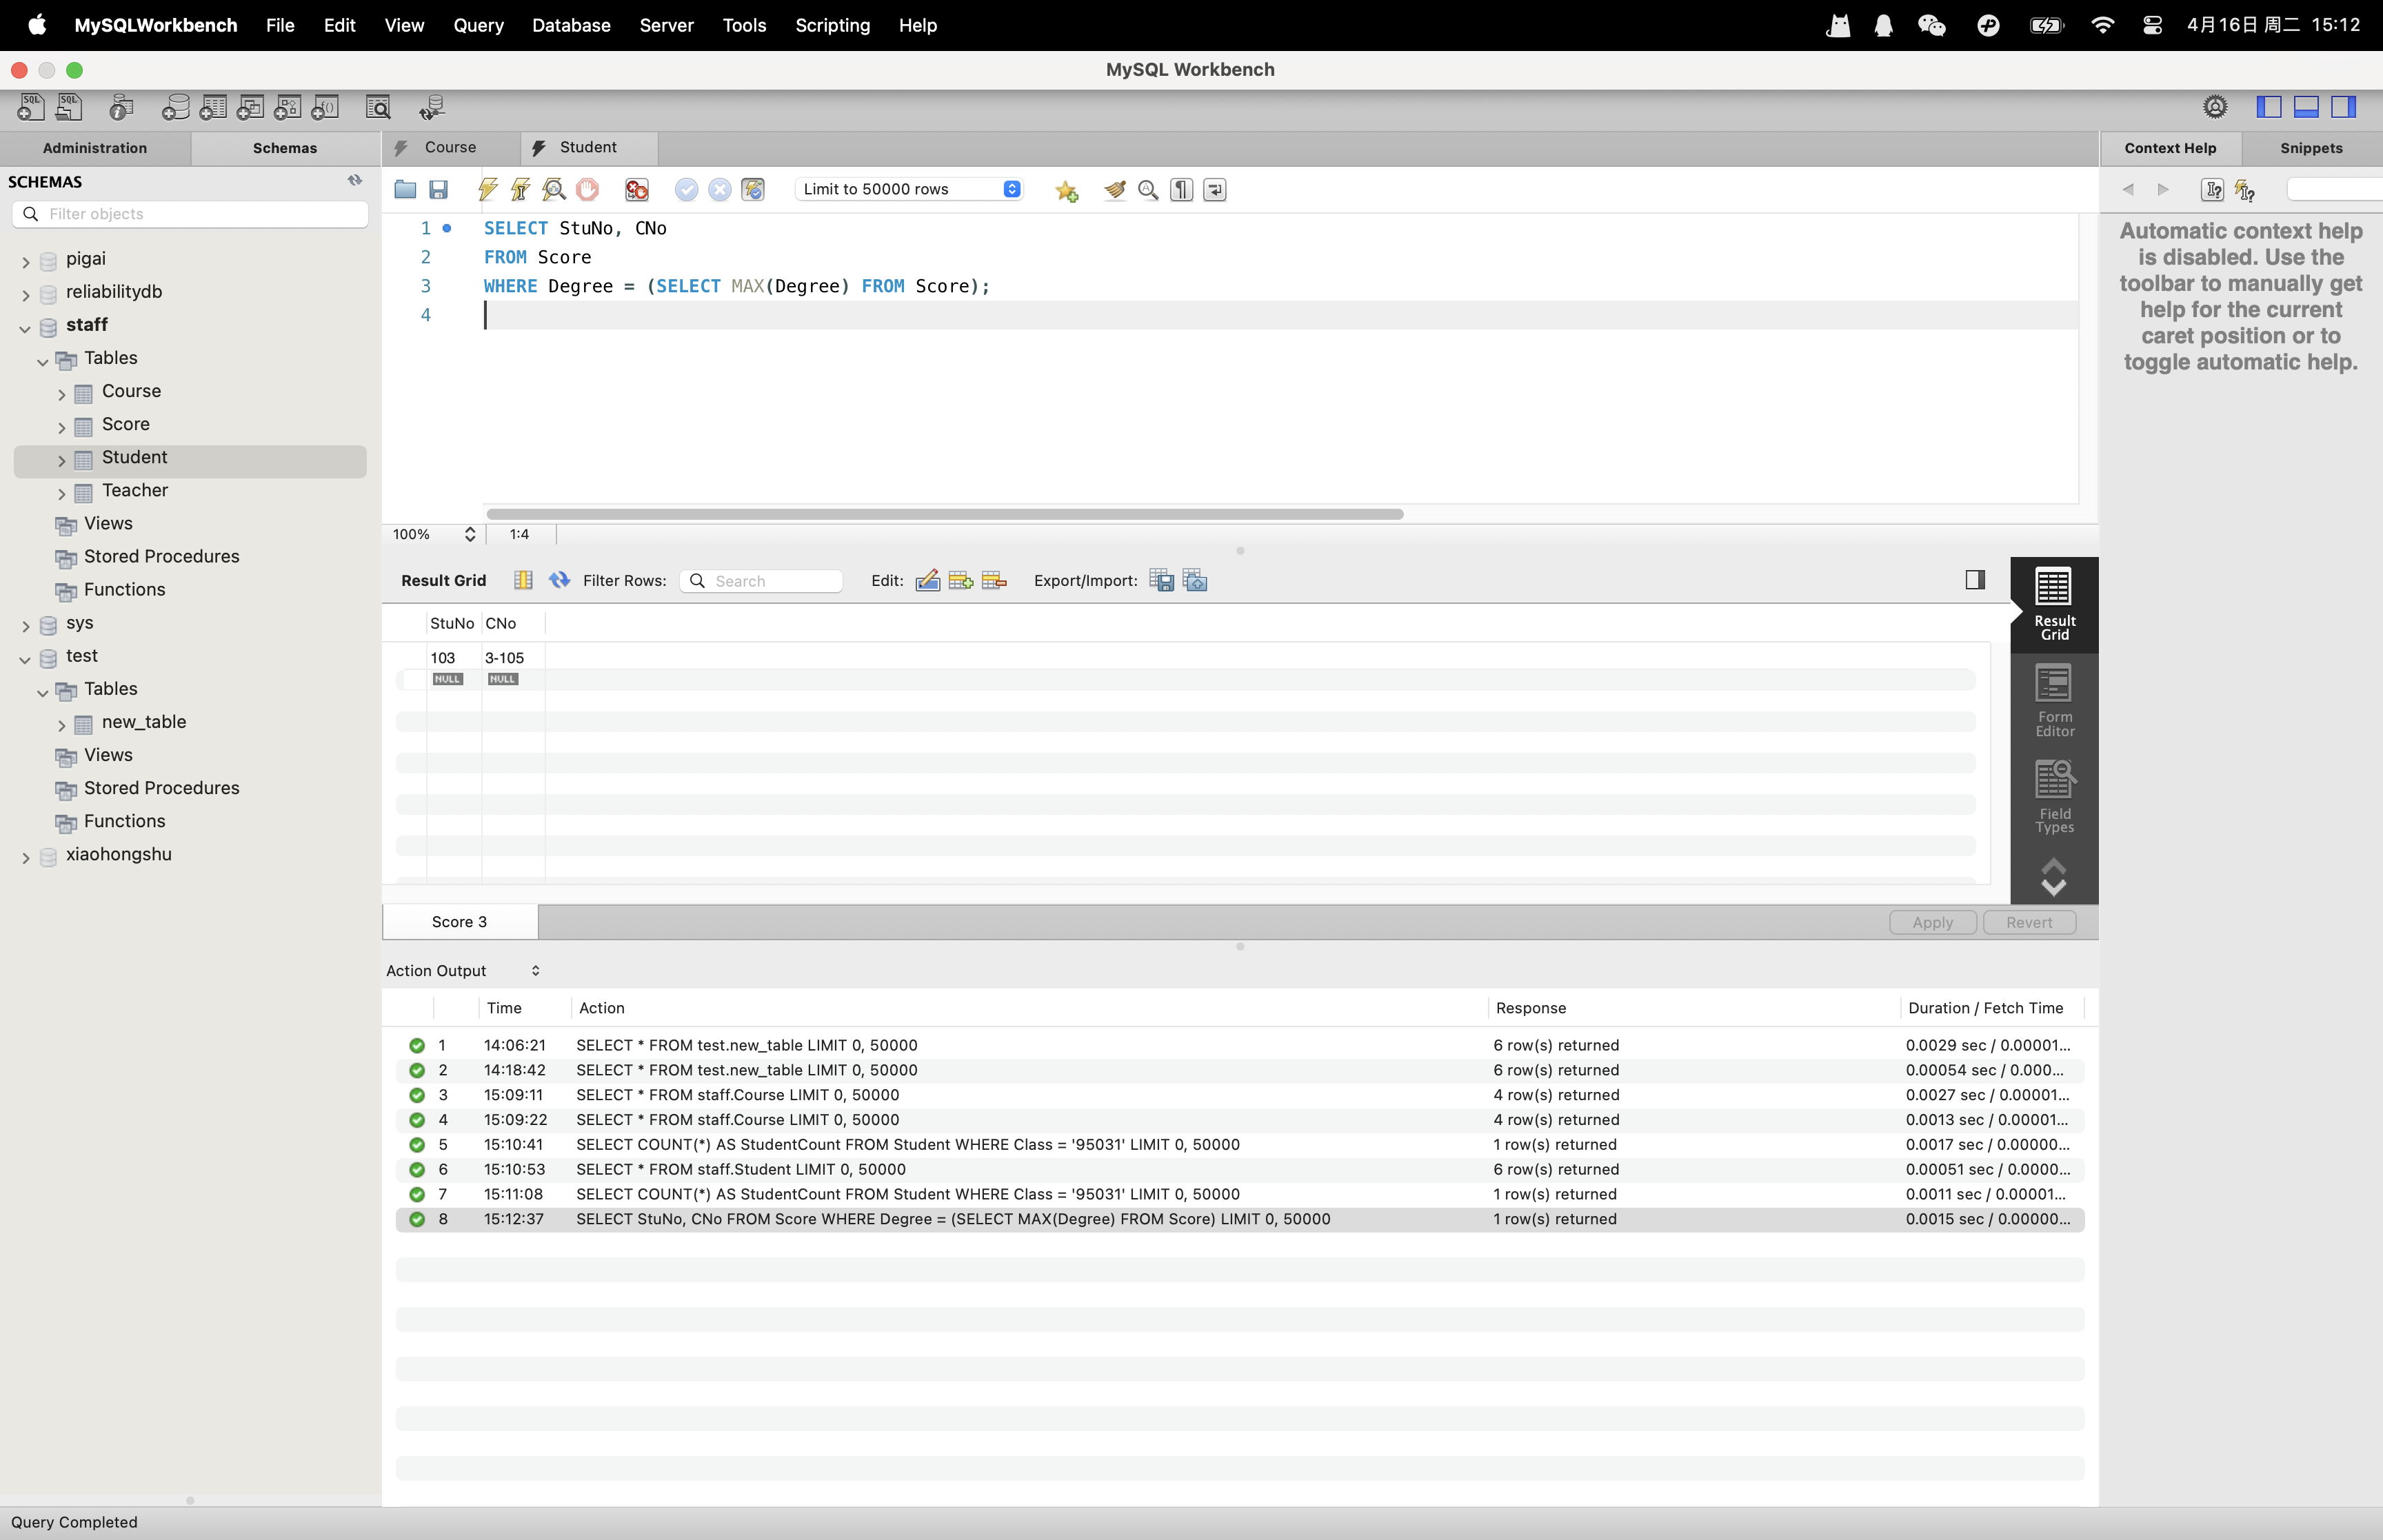 MySQLWorkbench File Edit View Query Database Server Tools Scripting Help 4月16日 周二 15:12
MySQL Workbench
Administration Schemas
SCHEMAS
Filter objects
pigai
reliabilitydb
staff
Tables
Course
Score
Student
Teacher
Views
Stored Procedures
Functions
sys
test
Tables
new_table
Views
Stored Procedures
Functions
xiaohongshu
Course Student
Limit to 50000 rows
1 SELECT StuNo, CNo
2 FROM Score
3 WHERE Degree = (SELECT MAX(Degree) FROM Score);
4
100% 1:4
Result Grid Filter Rows: Search Edit: Export/Import:
StuNo CNo
103 3-105
NULL NULL
Result
Grid
Form
Editor
Field
Types
Score 3 Apply Revert
Action Output
Time Action Response Duration / Fetch Time
1 14:06:21 SELECT * FROM test.new_table LIMIT 0, 50000 6 row(s) returned 0.0029 sec / 0.00001...
2 14:18:42 SELECT * FROM test.new_table LIMIT 0, 50000 6 row(s) returned 0.00054 sec / 0.000...
3 15:09:11 SELECT * FROM staff.Course LIMIT 0, 50000 4 row(s) returned 0.0027 sec / 0.00001...
4 15:09:22 SELECT * FROM staff.Course LIMIT 0, 50000 4 row(s) returned 0.0013 sec / 0.00001...
5 15:10:41 SELECT COUNT(*) AS StudentCount FROM Student WHERE Class = '95031' LIMIT 0, 50000 1 row(s) returned 0.0017 sec / 0.00000...
6 15:10:53 SELECT * FROM staff.Student LIMIT 0, 50000 6 row(s) returned 0.00051 sec / 0.0000...
7 15:11:08 SELECT COUNT(*) AS StudentCount FROM Student WHERE Class = '95031' LIMIT 0, 50000 1 row(s) returned 0.0011 sec / 0.00001...
8 15:12:37 SELECT StuNo, CNo FROM Score WHERE Degree = (SELECT MAX(Degree) FROM Score) LIMIT 0, 50000 1 row(s) returned 0.0015 sec / 0.00000...
Context Help Snippets
Automatic context help
is disabled. Use the
toolbar to manually get
help for the current
caret position or to
toggle automatic help.
Query Completed